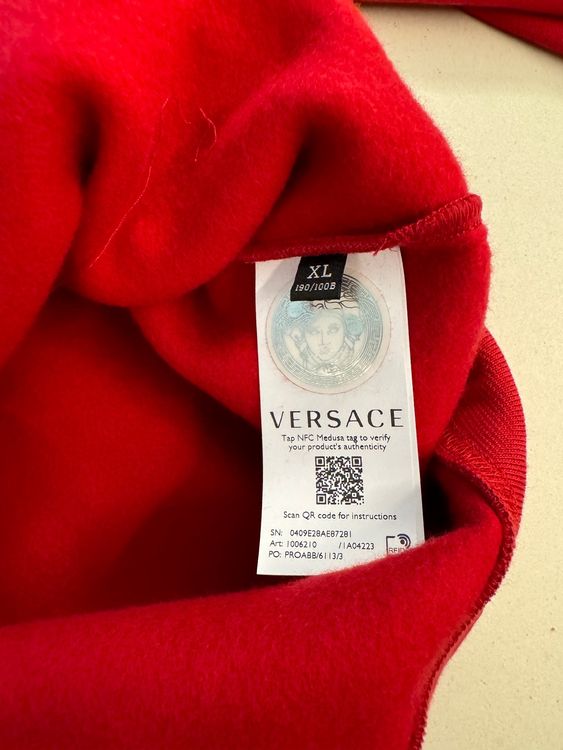 XL
190/100B
VERSACE
Tap NFC Medusa tag to verify
your product's authenticity
Scan QR code for instructions
SN: 0409E28AE87281
Art: 1006210 /1A04223
PO: PROABB/6113/3
RFID